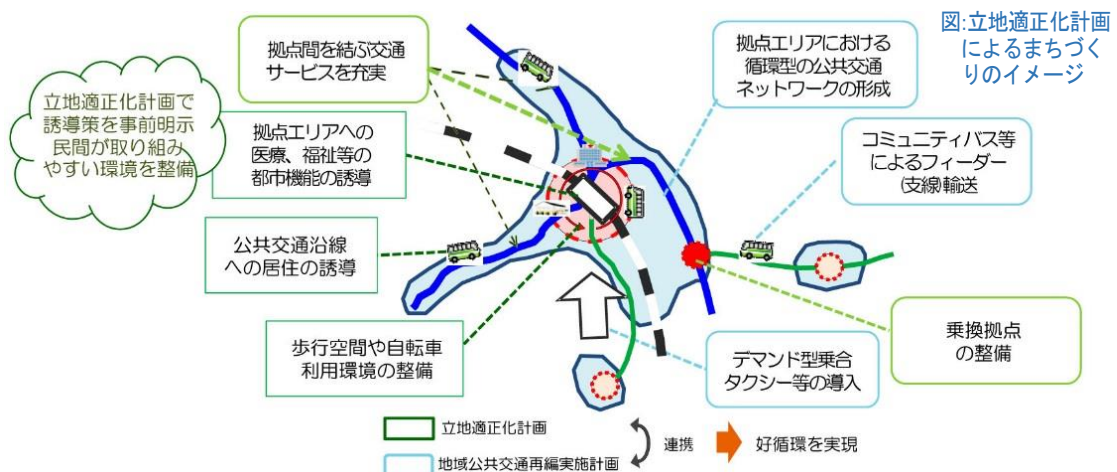 図:立地適正化計画
によるまちづく
りのイメージ
拠点間を結ぶ交通
サービスを充実
拠点エリアにおける
循環型の公共交通
ネットワークの形成
立地適正化計画で
誘導策を事前明示
民間が取り組み
やすい環境を整備
拠点エリアへの
医療、福祉等の
都市機能の誘導
コミュニティバス等
によるフィーダー
(支線)輸送
公共交通沿線
への居住の誘導
歩行空間や自転車
利用環境の整備
デマンド型乗合
タクシー等の導入
乗換拠点
の整備
立地適正化計画
地域公共交通再編実施計画
連携
好循環を実現